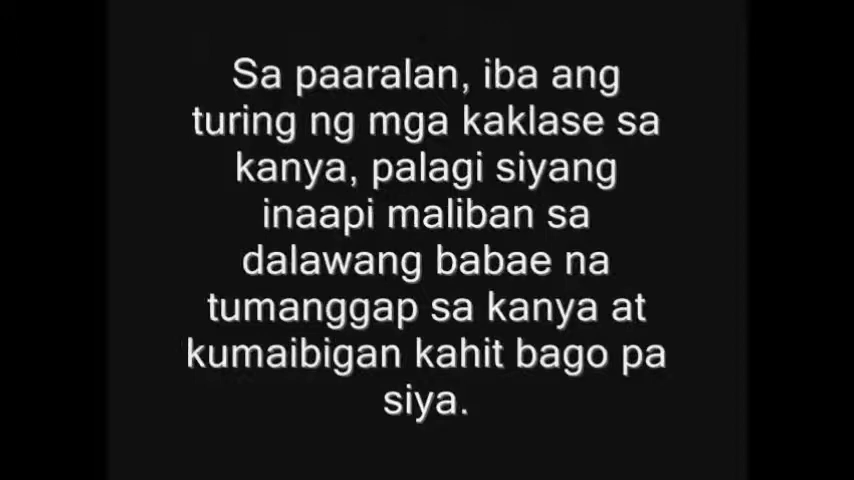 Sa paaralan, iba ang
turing ng mga kaklase sa
kanya, palagi siyang
inaapi maliban sa
dalawang babae na
tumanggap sa kanya at
kumaibigan kahit bago pa
siya.